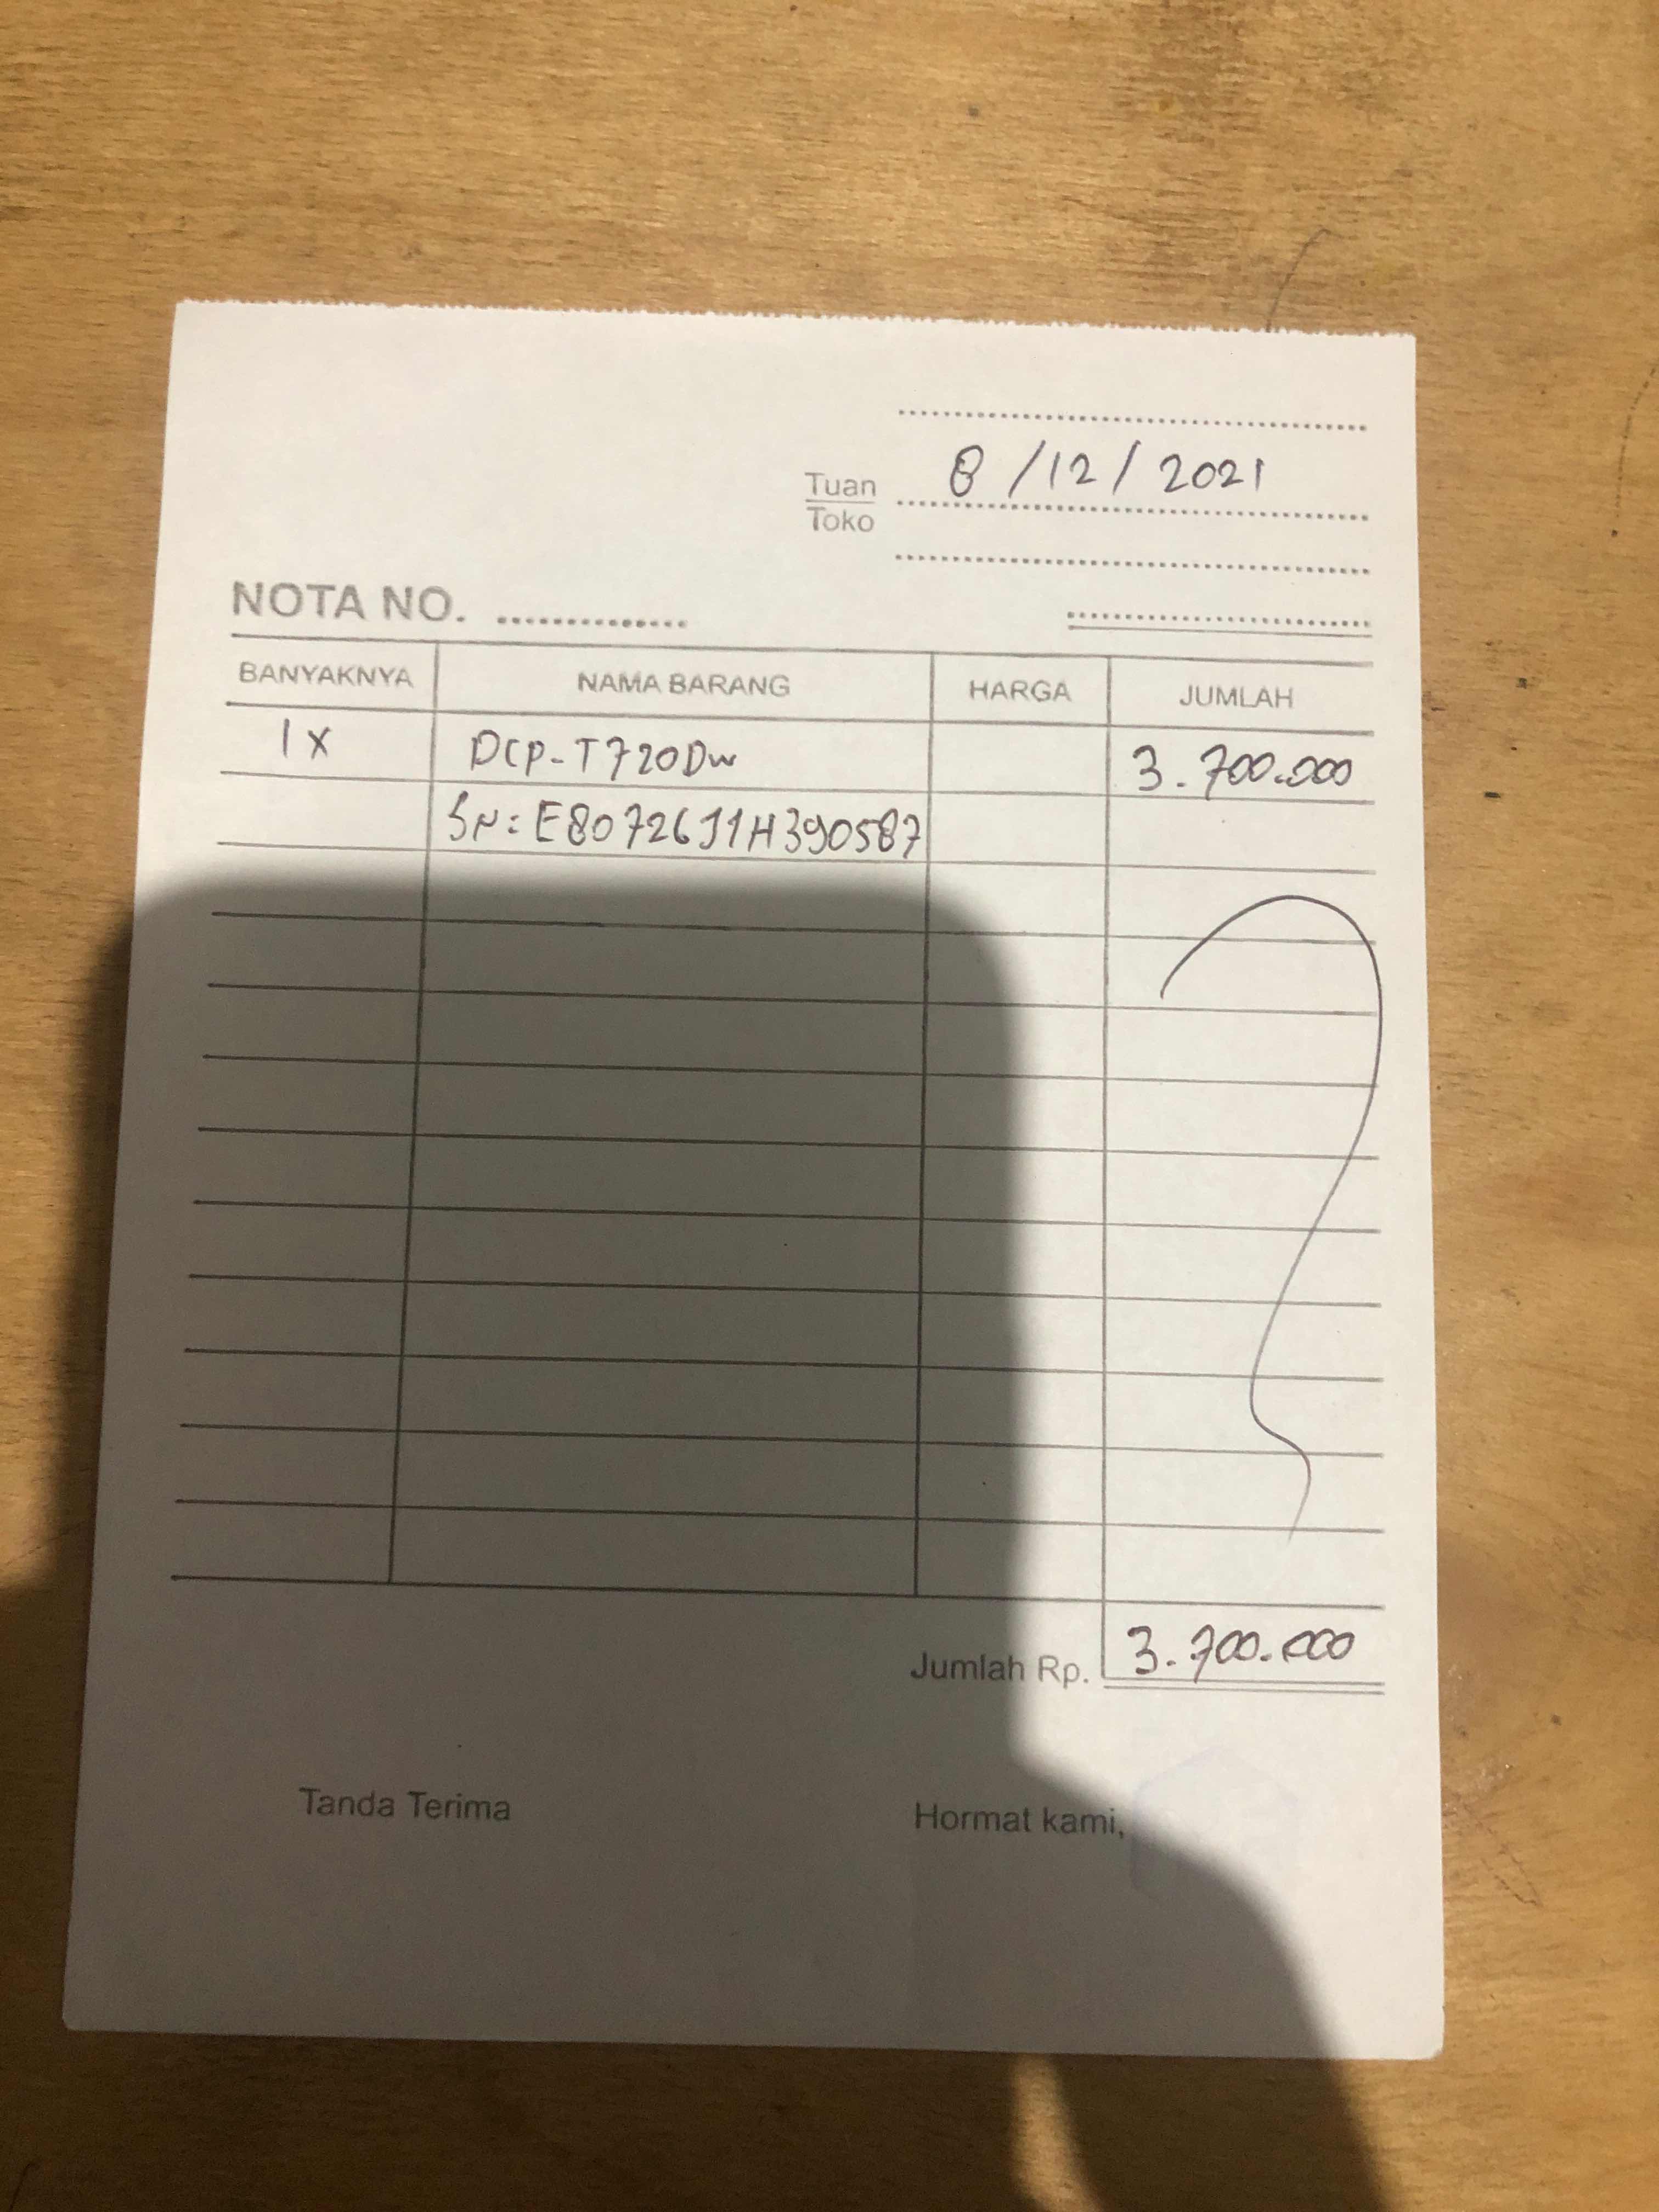 8/12/2021
Tuan
Toko
NOTA NO.
BANYAKNYA NAMA BARANG HARGA JUMLAH
1 x DCP-T720DW 3.700.000
SN: E80726J1H390587
Jumlah Rp. 3.700.000
Tanda Terima Hormat kami,